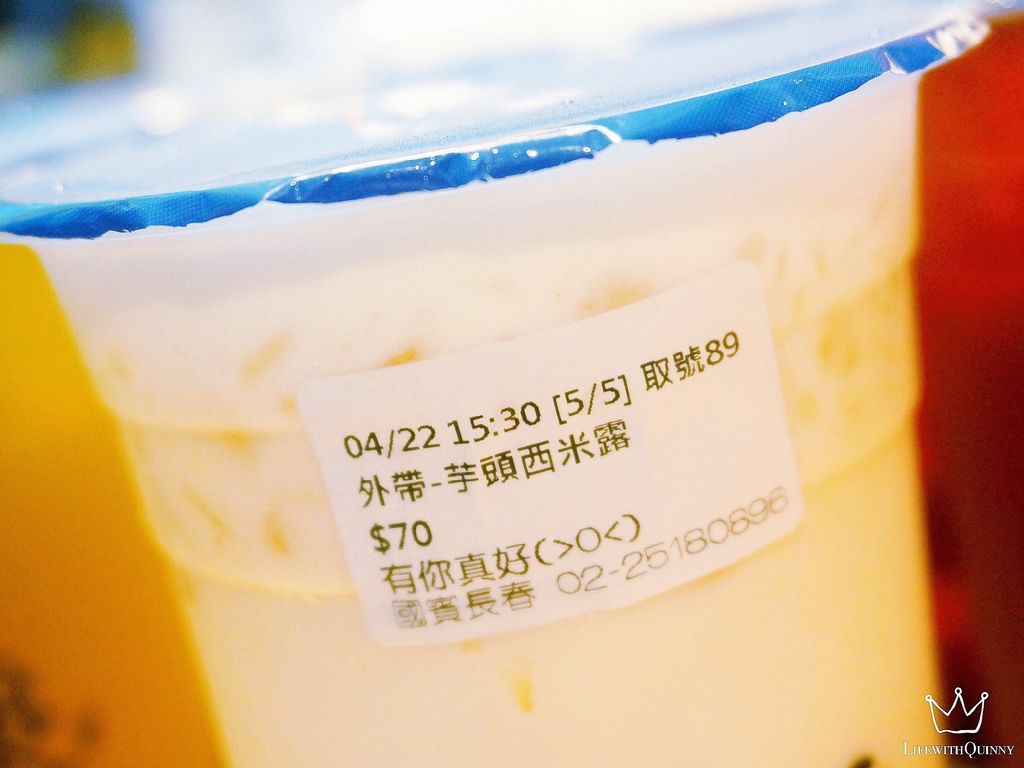 04/22 15:30 [5/5] 取號89
外帶-芋頭西米露
$70
有你真好(>O<)
國賓長春 02-25180896
LIFEWITHQUINNY